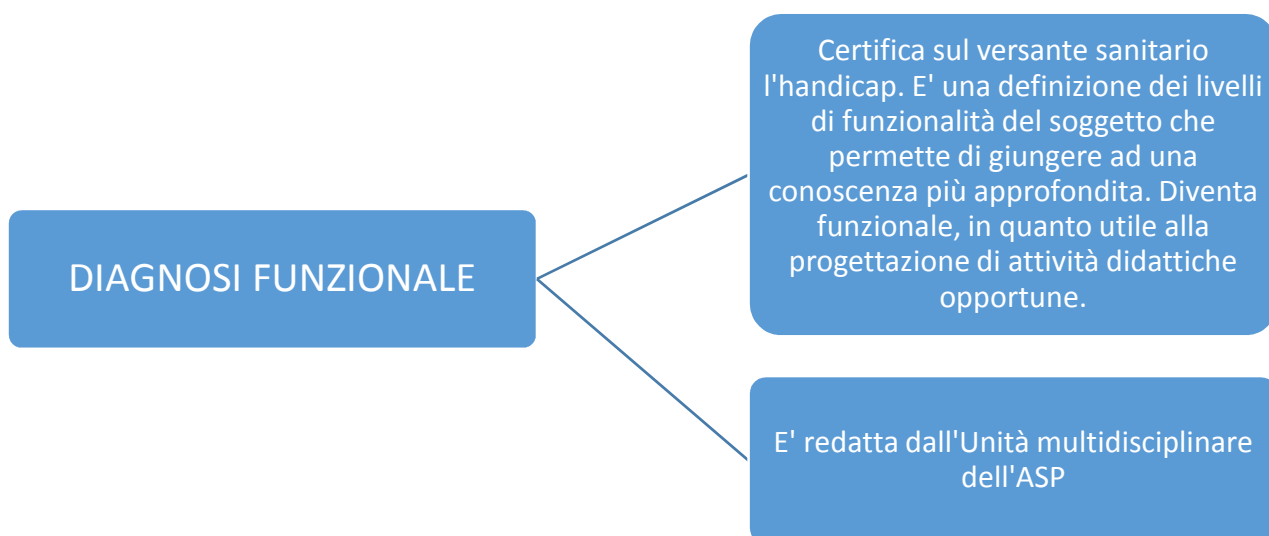 DIAGNOSI FUNZIONALE
Certifica sul versante sanitario
l'handicap. E' una definizione dei livelli
di funzionalità del soggetto che
permette di giungere ad una
conoscenza più approfondita. Diventa
funzionale, in quanto utile alla
progettazione di attività didattiche
opportune.
E' redatta dall'Unità multidisciplinare
dell'ASP